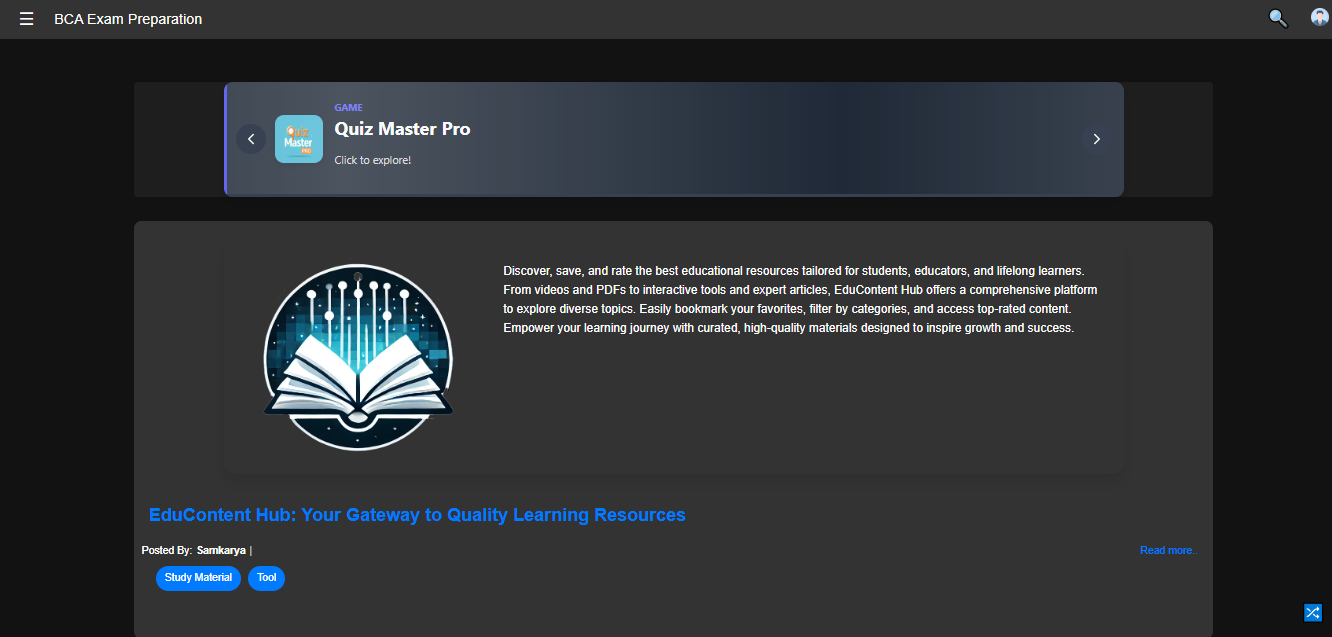 BCA Exam Preparation
GAME
Quiz Master Pro
Quiz
Master
PRO
Click to explore!
Discover, save, and rate the best educational resources tailored for students, educators, and lifelong learners.
From videos and PDFs to interactive tools and expert articles, EduContent Hub offers a comprehensive platform
to explore diverse topics. Easily bookmark your favorites, filter by categories, and access top-rated content.
Empower your learning journey with curated, high-quality materials designed to inspire growth and success.
EduContent Hub: Your Gateway to Quality Learning Resources
Posted By: Samkarya |
Read more..
Study Material
Tool